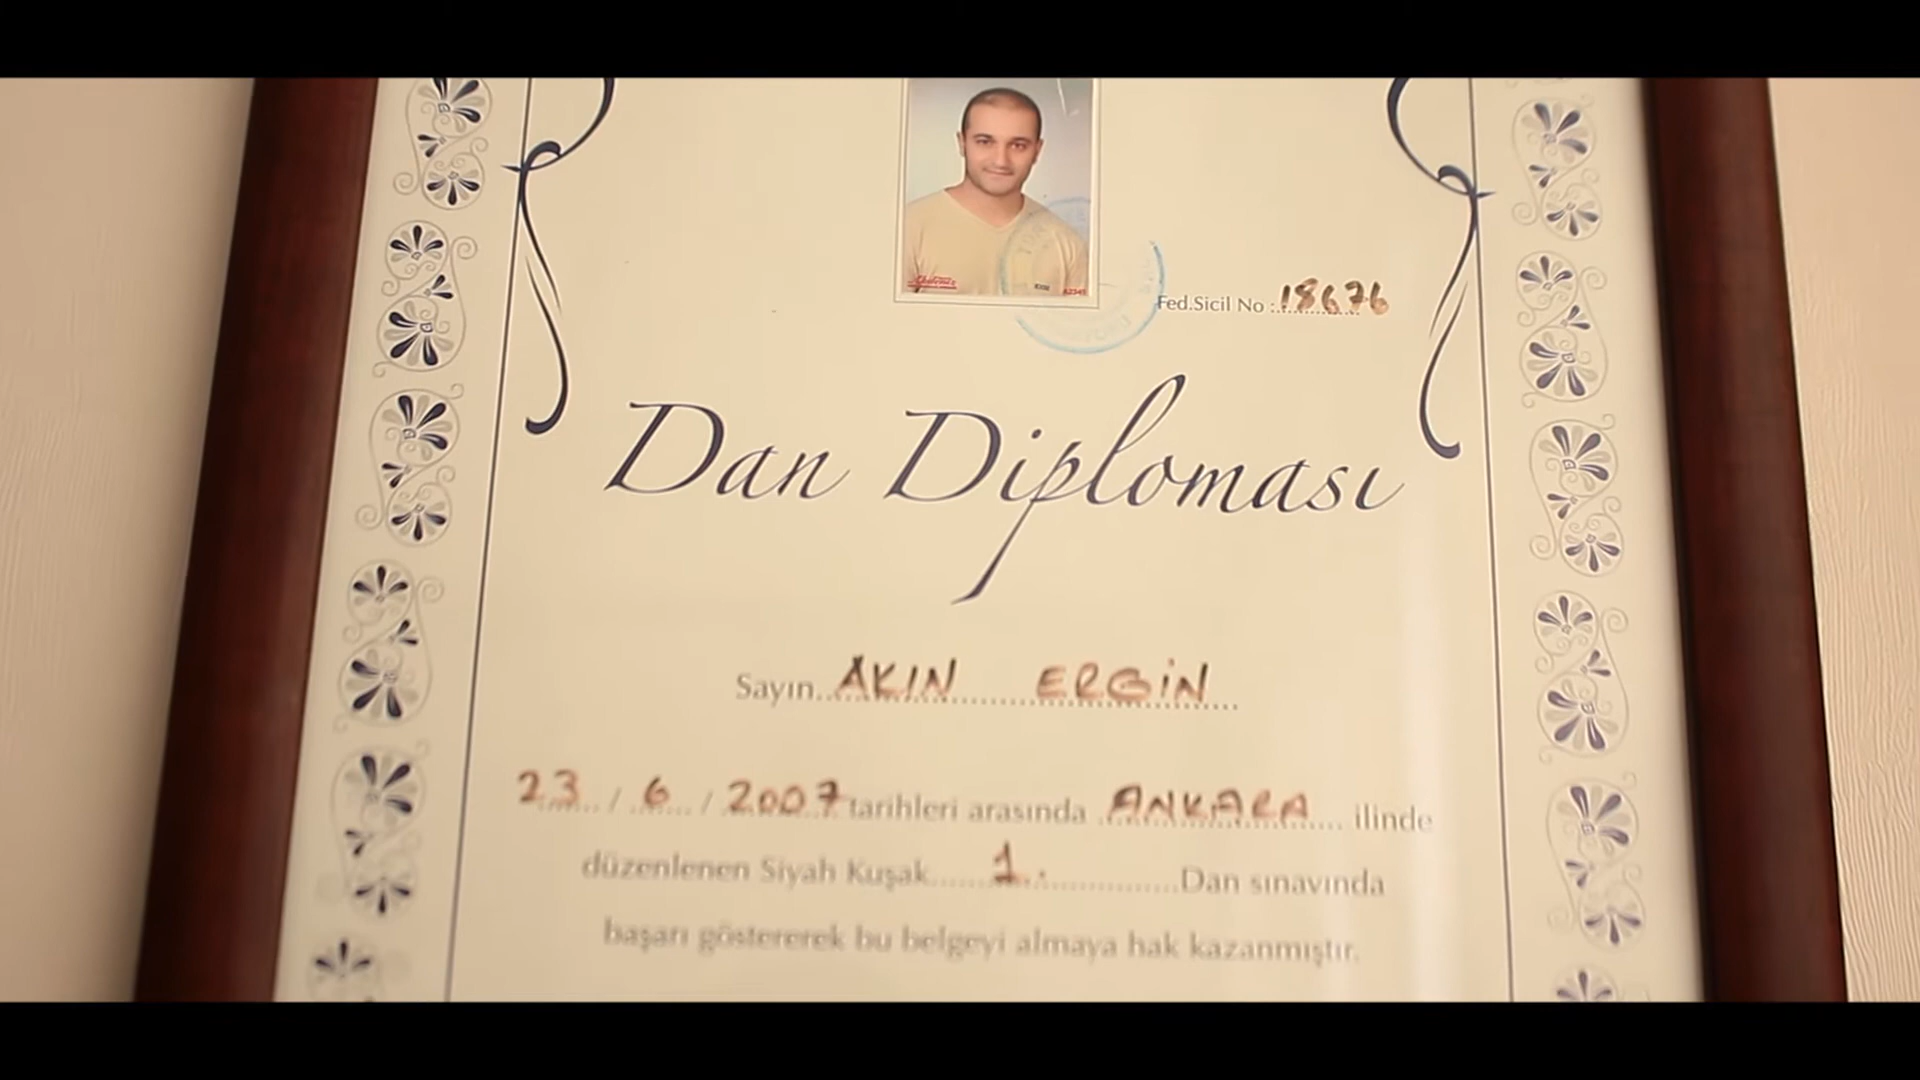 Fed.Sicil No :18676
Dan Diploması
Sayın AKIN ERGİN
23 / 6 / 2007 tarihleri arasında ANKARA ilinde
düzenlenen Siyah Kuşak 1. Dan sınavında
başarı göstererek bu belgeyi almaya hak kazanmıştır.